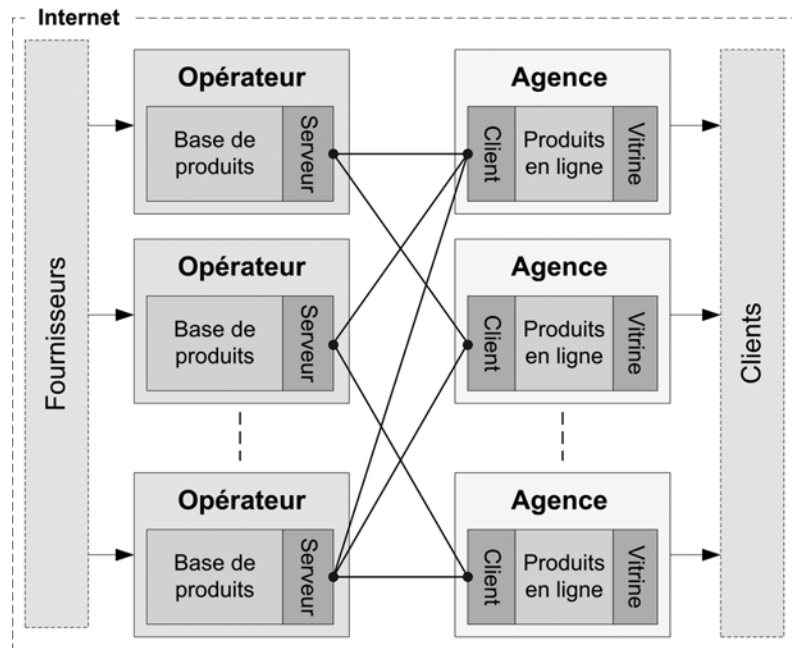 Internet
Fournisseurs
Opérateur
Base de
produits
Serveur
Agence
Client
Produits
en ligne
Vitrine
Opérateur
Base de
produits
Serveur
Agence
Client
Produits
en ligne
Vitrine
Opérateur
Base de
produits
Serveur
Agence
Client
Produits
en ligne
Vitrine
Clients